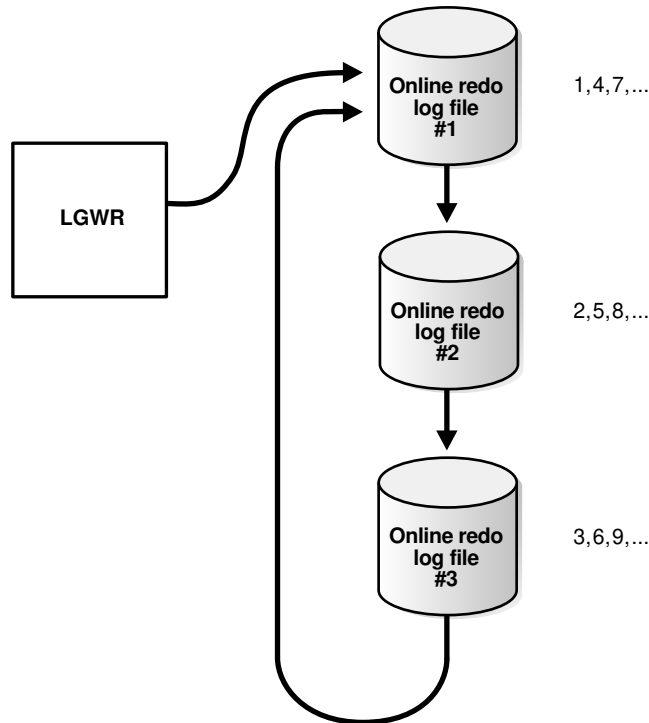 Online redo
log file
#1
1,4,7,...
LGWR
Online redo
log file
#2
2,5,8,...
Online redo
log file
#3
3,6,9,...